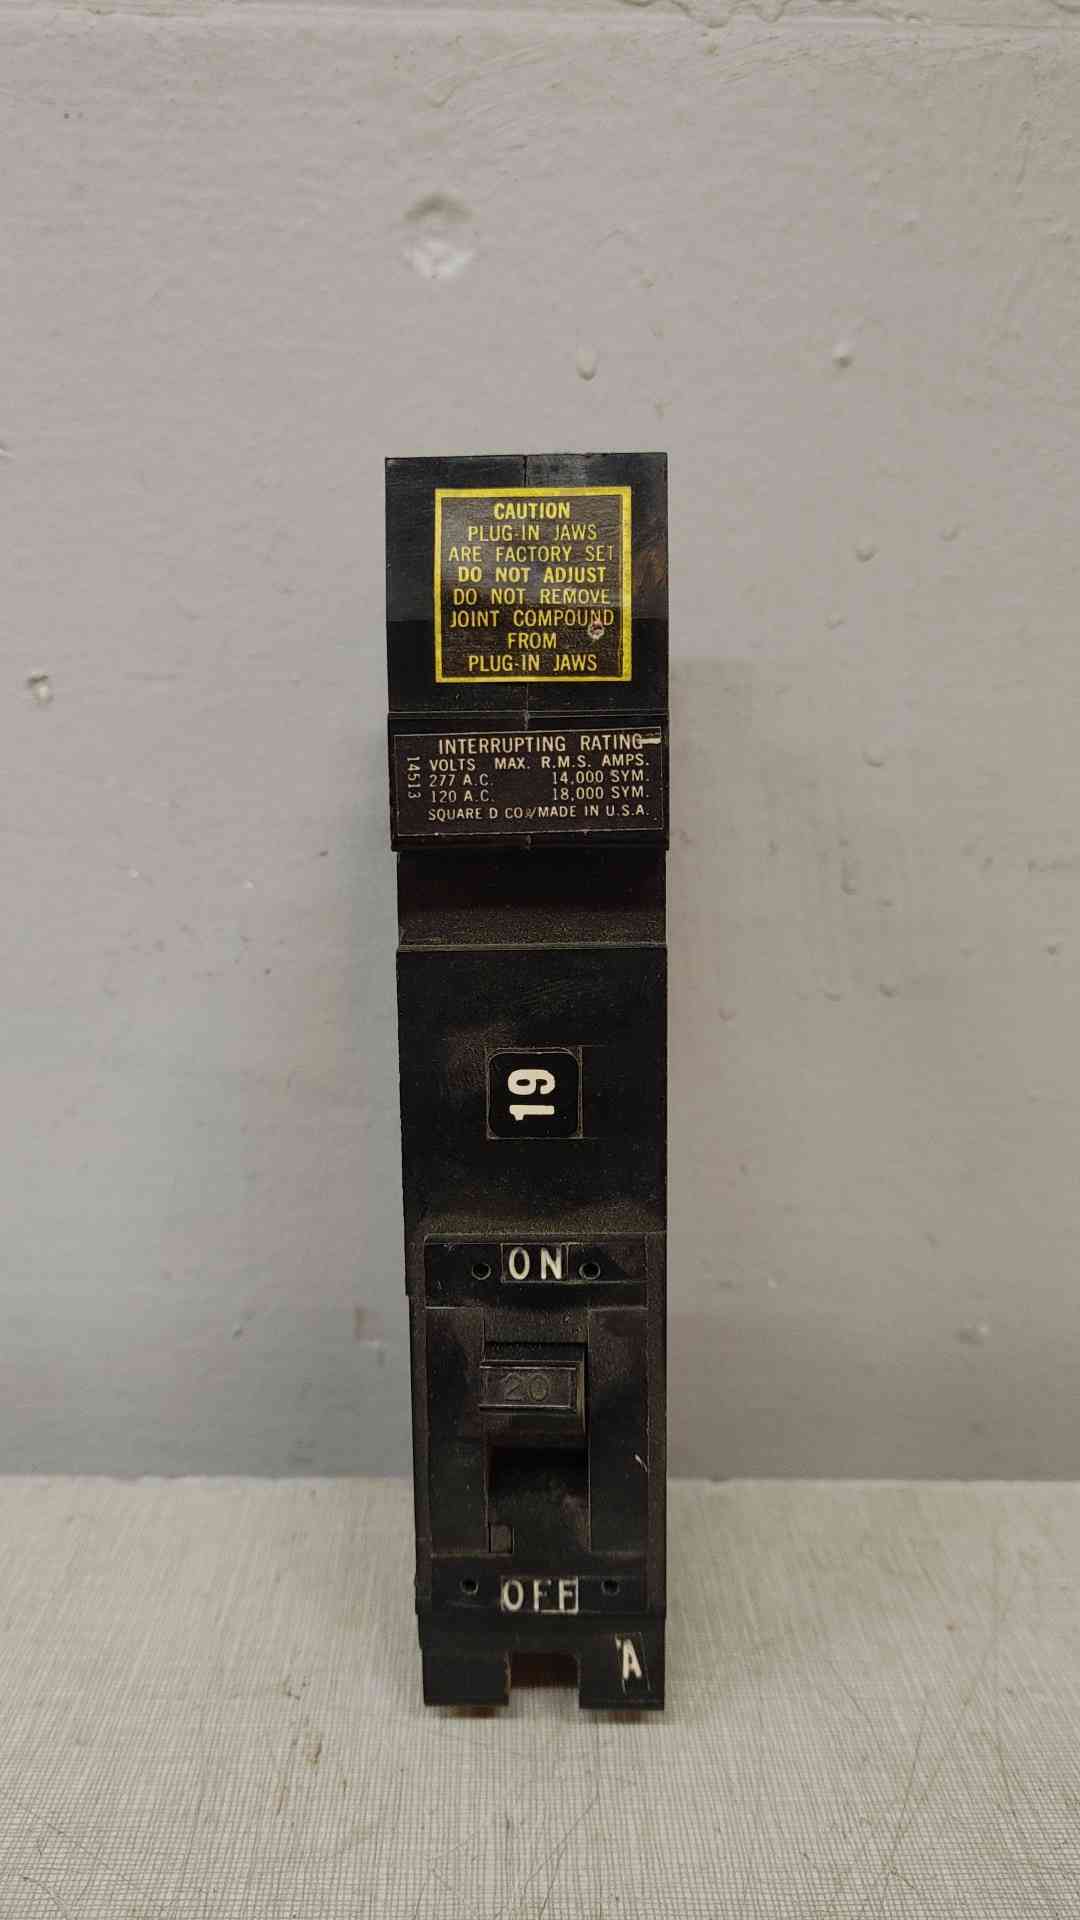 CAUTION
PLUG-IN JAWS
ARE FACTORY SET
DO NOT ADJUST
DO NOT REMOVE
JOINT COMPOUND
FROM
PLUG-IN JAWS
INTERRUPTING RATING
VOLTS MAX. R.M.S. AMPS.
277 A.C. 14,000 SYM.
120 A.C. 18,000 SYM.
SQUARE D CO./MADE IN U.S.A.
14513
19
ON
20
OFF
A